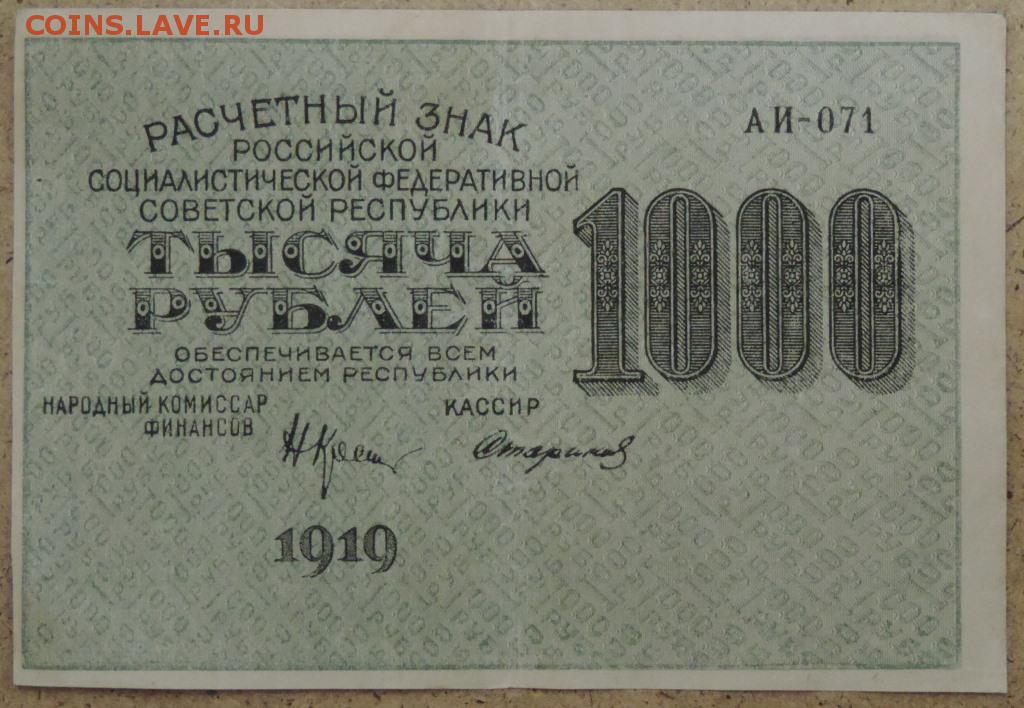 COINS.LAVE.RU
РАСЧЕТНЫЙ ЗНАК
РОССИЙСКОЙ
СОЦИАЛИСТИЧЕСКОЙ ФЕДЕРАТИВНОЙ
СОВЕТСКОЙ РЕСПУБЛИКИ
АИ-071
ТЫСЯЧА
РУБЛЕЙ
1000
ОБЕСПЕЧИВАЕТСЯ ВСЕМ
ДОСТОЯНИЕМ РЕСПУБЛИКИ
НАРОДНЫЙ КОМИССАР
ФИНАНСОВ
КАССИР
1919